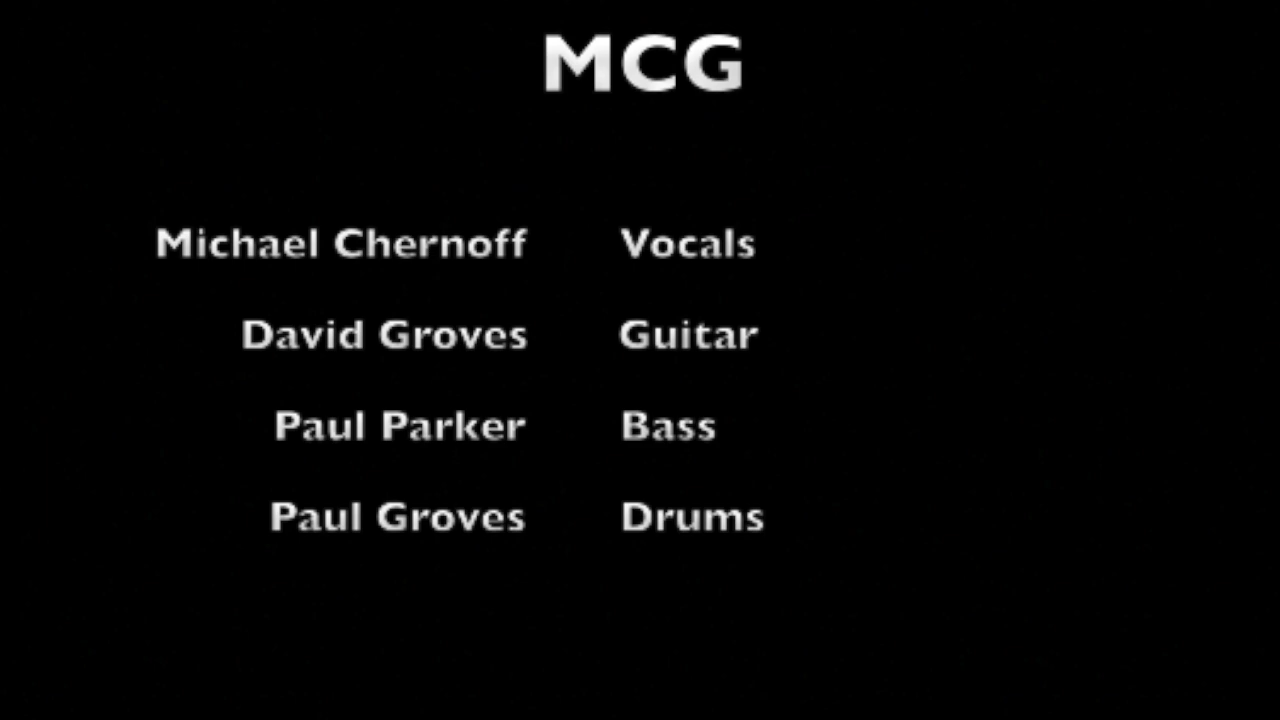 MCG
Michael Chernoff Vocals
David Groves Guitar
Paul Parker Bass
Paul Groves Drums